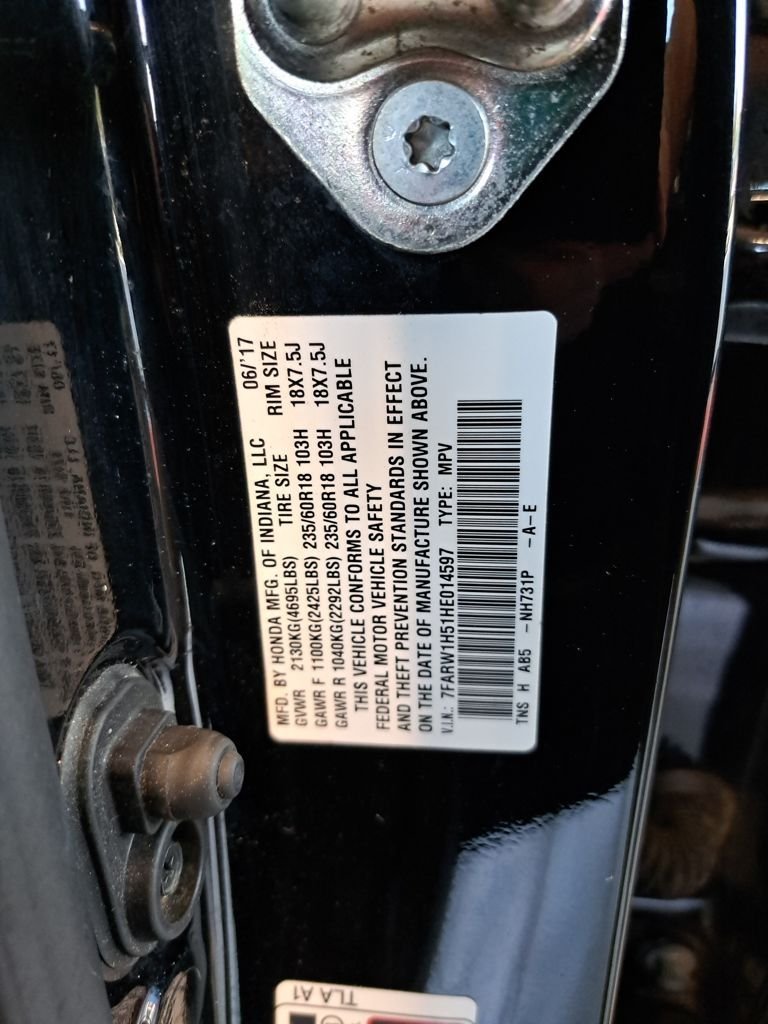 MFD. BY HONDA MFG. OF INDIANA, LLC 06/'17
GVWR 2130KG(4695LBS) TIRE SIZE RIM SIZE
GAWR F 1100KG(2425LBS) 235/60R18 103H 18X7.5J
GAWR R 1040KG(2292LBS) 235/60R18 103H 18X7.5J
THIS VEHICLE CONFORMS TO ALL APPLICABLE
FEDERAL MOTOR VEHICLE SAFETY
AND THEFT PREVENTION STANDARDS IN EFFECT
ON THE DATE OF MANUFACTURE SHOWN ABOVE.
V.I.N.: 7FARW1H51HE014597 TYPE: MPV
TNS H AB5 - NH731P - A - E
TLA A1